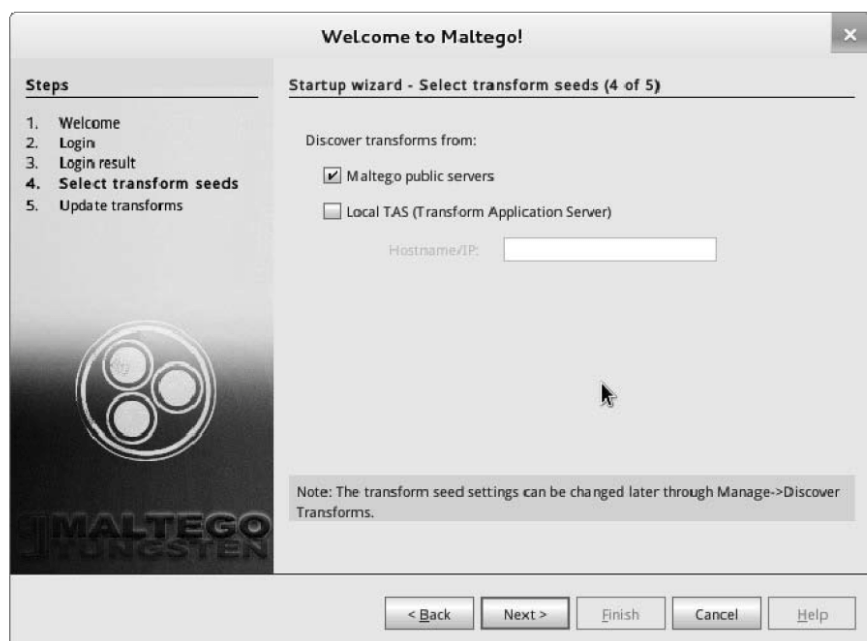 Welcome to Maltego!
Steps
1. Welcome
2. Login
3. Login result
4. Select transform seeds
5. Update transforms
Startup wizard - Select transform seeds (4 of 5)
Discover transforms from:
Maltego public servers
Local TAS (Transform Application Server)
Hostname/IP:
Note: The transform seed settings can be changed later through Manage->Discover
Transforms.
MALTEGO
TUNGSTEN
< Back
Next >
Finish
Cancel
Help